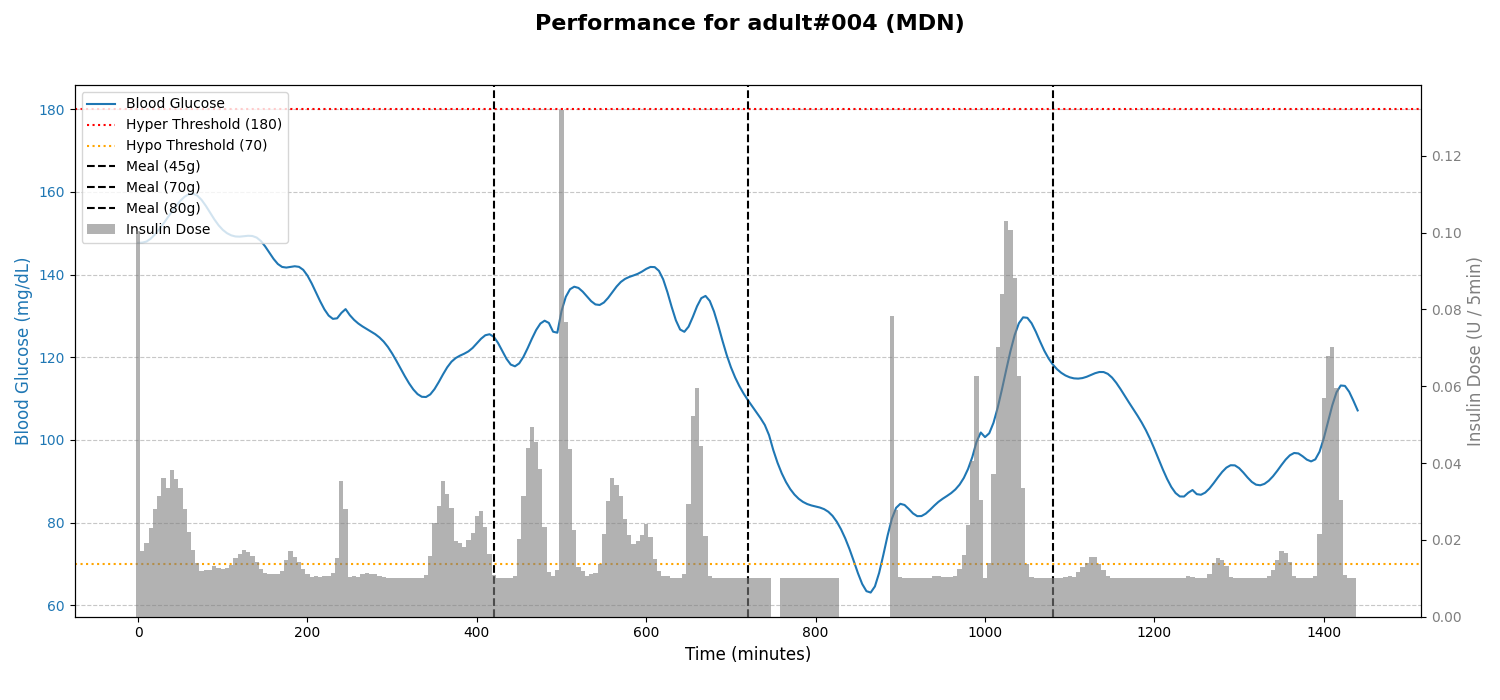 Performance for adult#004 (MDN)
Blood Glucose
Hyper Threshold (180)
Hypo Threshold (70)
Meal (45g)
Meal (70g)
Meal (80g)
Insulin Dose
Blood Glucose (mg/dL)
180
160
140
120
100
80
60
0.12
0.10
0.08
0.06
0.04
0.02
0.00
Insulin Dose (U / 5min)
0 200 400 600 800 1000 1200 1400
Time (minutes)